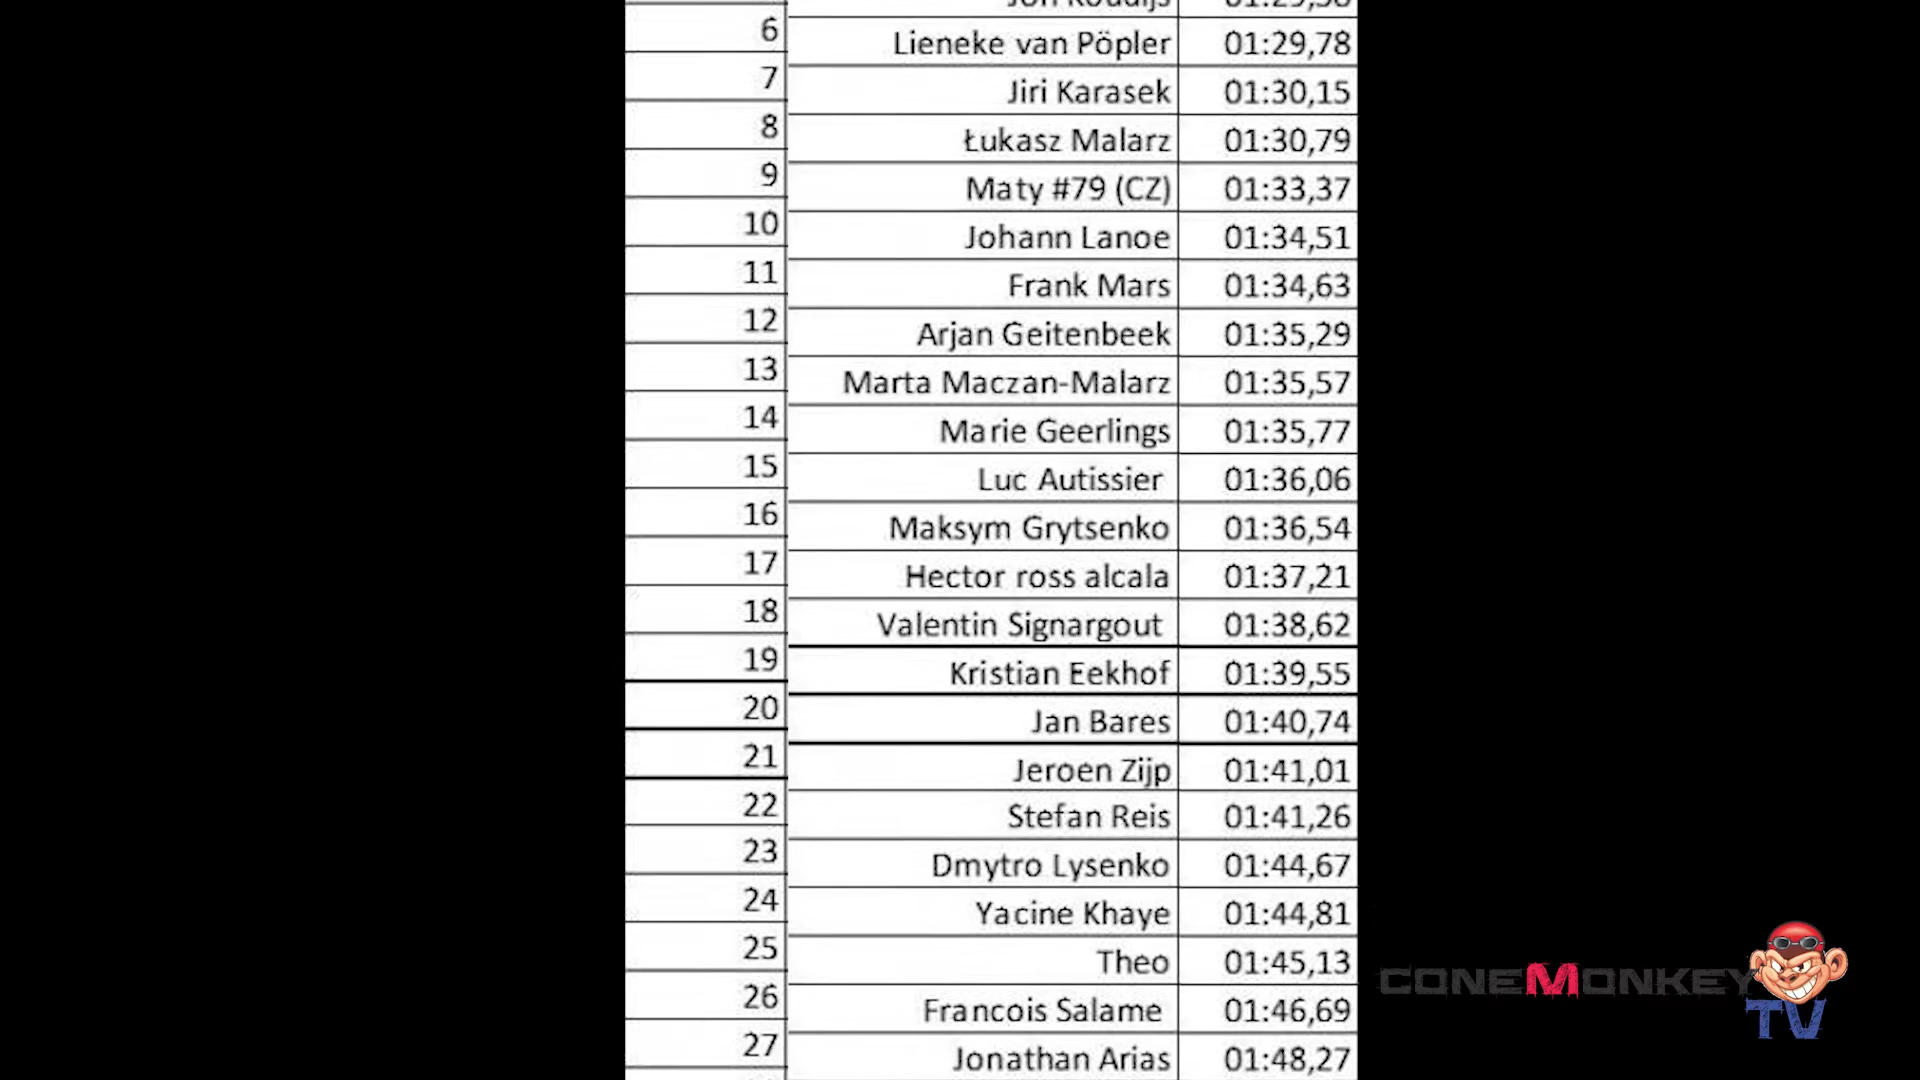 6 Lieneke van Pöpler 01:29,78
7 Jiri Karasek 01:30,15
8 Łukasz Malarz 01:30,79
9 Maty #79 (CZ) 01:33,37
10 Johann Lanoe 01:34,51
11 Frank Mars 01:34,63
12 Arjan Geitenbeek 01:35,29
13 Marta Maczan-Malarz 01:35,57
14 Marie Geerlings 01:35,77
15 Luc Autissier 01:36,06
16 Maksym Grytsenko 01:36,54
17 Hector ross alcala 01:37,21
18 Valentin Signargout 01:38,62
19 Kristian Eekhof 01:39,55
20 Jan Bares 01:40,74
21 Jeroen Zijp 01:41,01
22 Stefan Reis 01:41,26
23 Dmytro Lysenko 01:44,67
24 Yacine Khaye 01:44,81
25 Theo 01:45,13
26 Francois Salame 01:46,69
27 Jonathan Arias 01:48,27
CONEMONKEY
TV